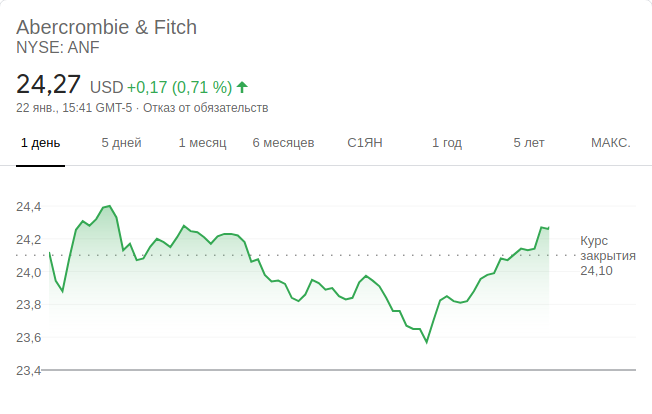 Abercrombie & Fitch
NYSE: ANF
24,27 USD +0,17 (0,71 %)
22 янв., 15:41 GMT-5 · Отказ от обязательств
1 день 5 дней 1 месяц 6 месяцев С1ЯН 1 год 5 лет МАКС.
24,4
24,2
24,0
23,8
23,6
23,4
Курс
закрытия
24,10